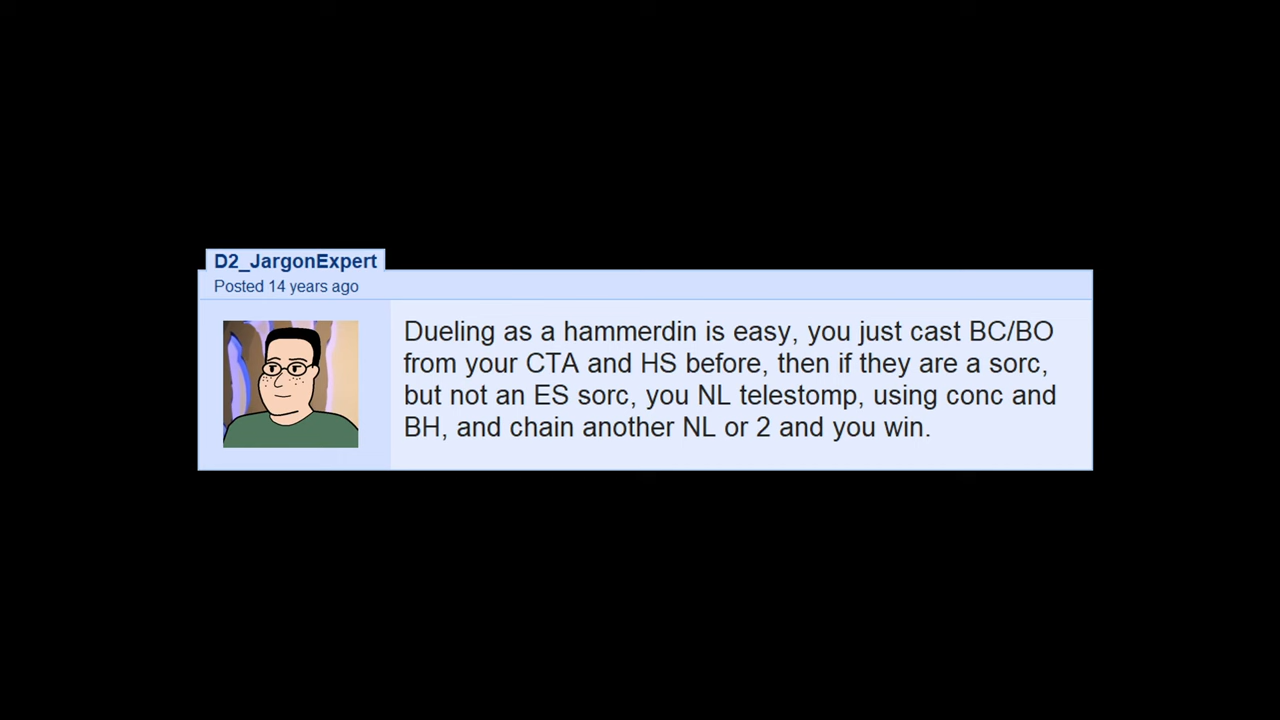 D2_JargonExpert
Posted 14 years ago
Dueling as a hammerdin is easy, you just cast BC/BO
from your CTA and HS before, then if they are a sorc,
but not an ES sorc, you NL telestomp, using conc and
BH, and chain another NL or 2 and you win.